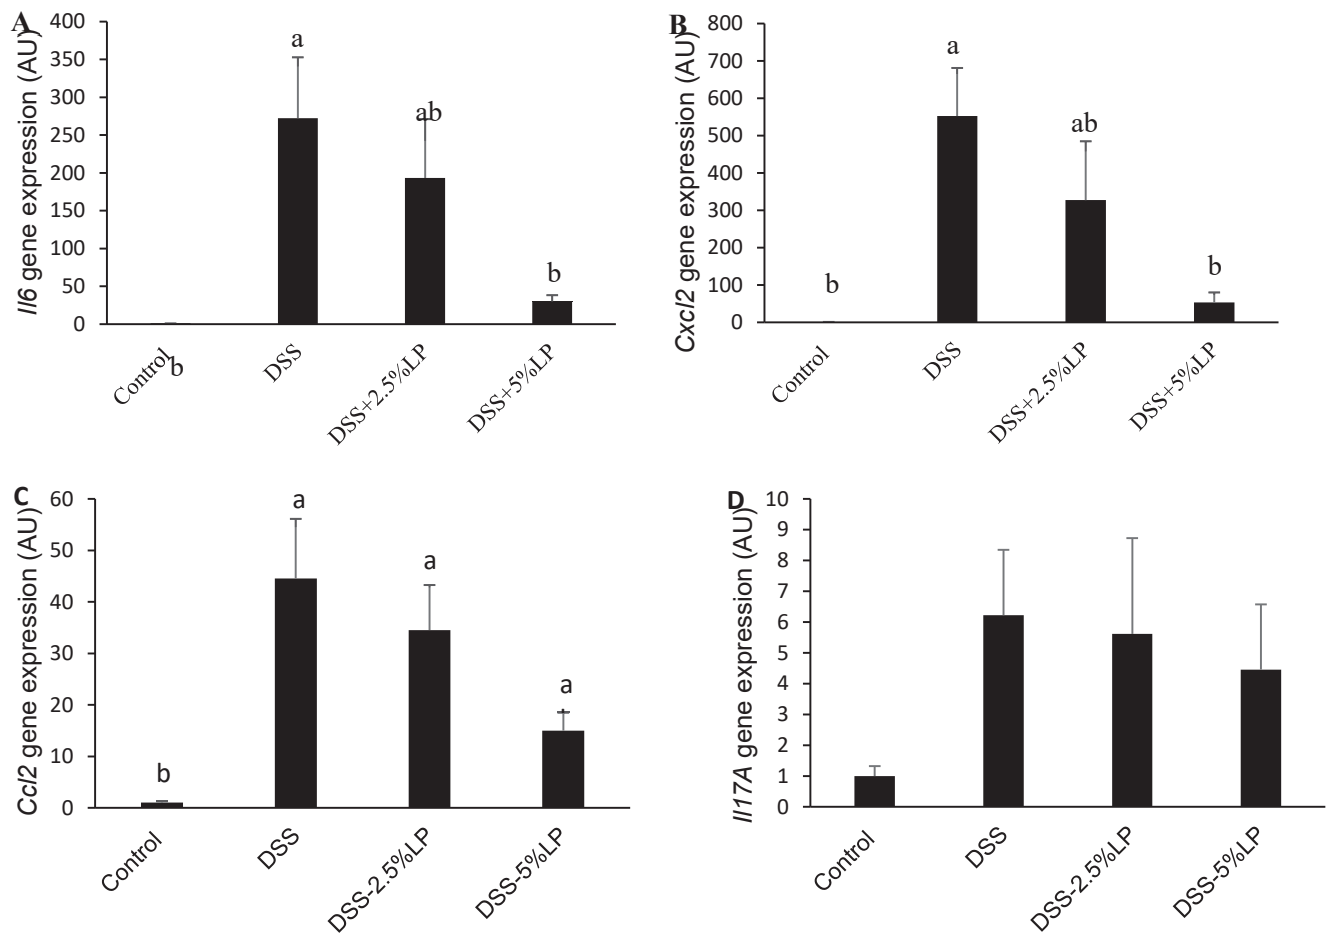 A
Il6 gene expression (AU)
400
350
300
250
200
150
100
50
0
a
ab
b
b
Control
DSS
DSS+2.5%LP
DSS+5%LP
B
Cxcl2 gene expression (AU)
800
700
600
500
400
300
200
100
0
b
a
ab
b
Control
DSS
DSS+2.5%LP
DSS+5%LP
C
Ccl2 gene expression (AU)
60
50
40
30
20
10
0
b
a
a
a
Control
DSS
DSS-2.5%LP
DSS-5%LP
D
Il17A gene expression (AU)
10
9
8
7
6
5
4
3
2
1
0
Control
DSS
DSS-2.5%LP
DSS-5%LP